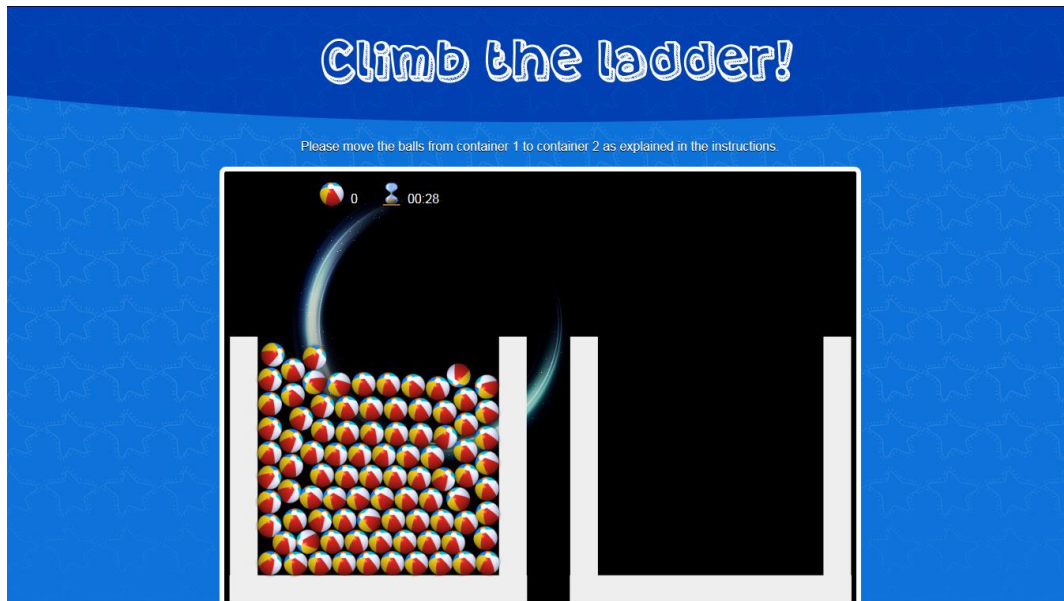 Climb the ladder!
Please move the balls from container 1 to container 2 as explained in the instructions.
0 00:28